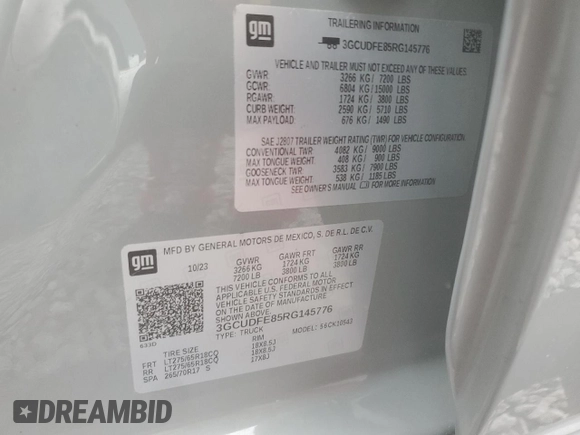 gm
TRAILERING INFORMATION
3GCUDFE85RG145776
VEHICLE AND TRAILER MUST NOT EXCEED ANY OF THESE VALUES.
GVWR 3266 KG/ 7200 LBS
GCWR: 6804 KG/ 15000 LBS
RGAWR: 1724 KG/ 3800 LBS
CURB WEIGHT 2590 KG/ 5710 LBS
MAX PAYLOAD 676 KG/ 1490 LBS
SAE J2807 TRAILER WEIGHT RATING (TWR) FOR VEHICLE CONFIGURATION:
CONVENTIONAL TWR 4082 KG/ 9000 LBS
MAX TONGUE WEIGHT 408 KG/ 900 LBS
GOOSENECK TWR 3583 KG/ 7900 LBS
MAX TONGUE WEIGHT 538 KG/ 1185 LBS
SEE OWNER'S MANUAL FOR MORE INFORMATION
gm
MFD BY GENERAL MOTORS DE MEXICO, S. DE R.L. DE C.V.
10/23 GVWR GAWR FRT GAWR RR
3266 KG 1724 KG 1724 KG
7200 LB 3800 LB 3800 LB
THIS VEHICLE CONFORMS TO ALL
APPLICABLE U.S. FEDERAL MOTOR
VEHICLE SAFETY STANDARDS IN
EFFECT ON THE DATE OF
MANUFACTURE SHOWN ABOVE.
3GCUDFE85RG145776
TYPE: TRUCK MODEL:
TIRE SIZE RIM
FRT LT275/65R18CQ 18X8.5J
RR LT275/65R18CQ 18X8.5J
SPA 265/70R17 S 17X8J
DREAMBID